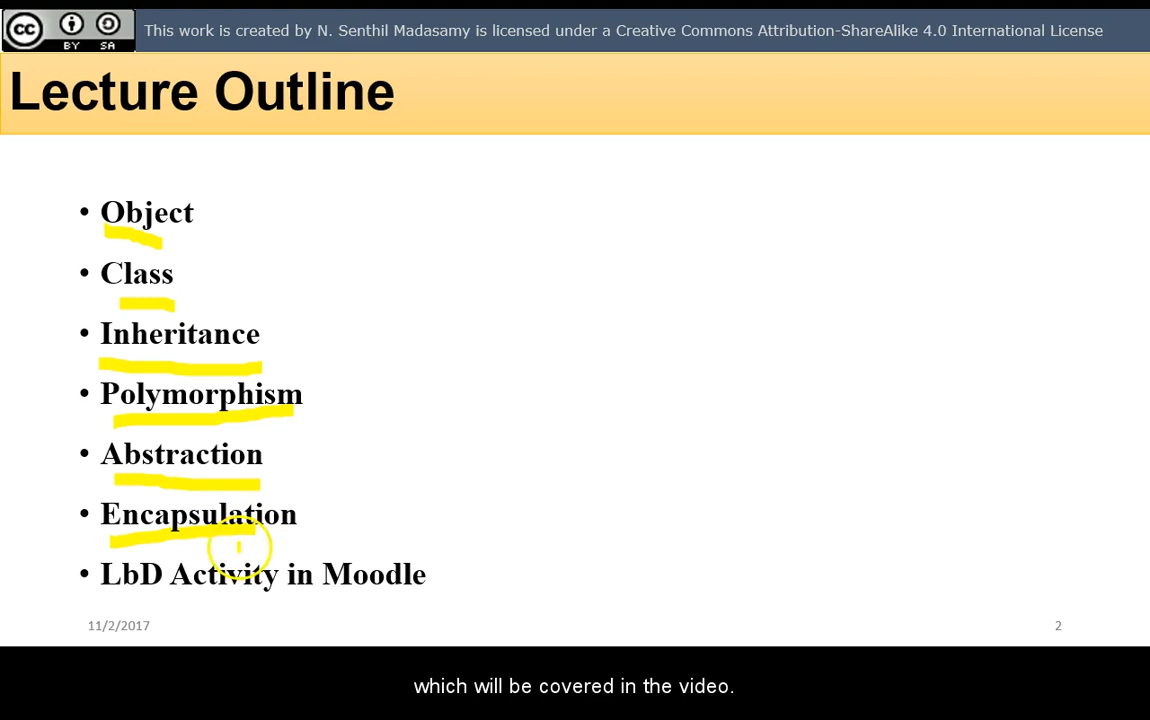 cc BY SA This work is created by N. Senthil Madasamy is licensed under a Creative Commons Attribution-ShareAlike 4.0 International License
Lecture Outline
• Object
• Class
• Inheritance
• Polymorphism
• Abstraction
• Encapsulation
• LbD Activity in Moodle
11/2/2017 2
which will be covered in the video.